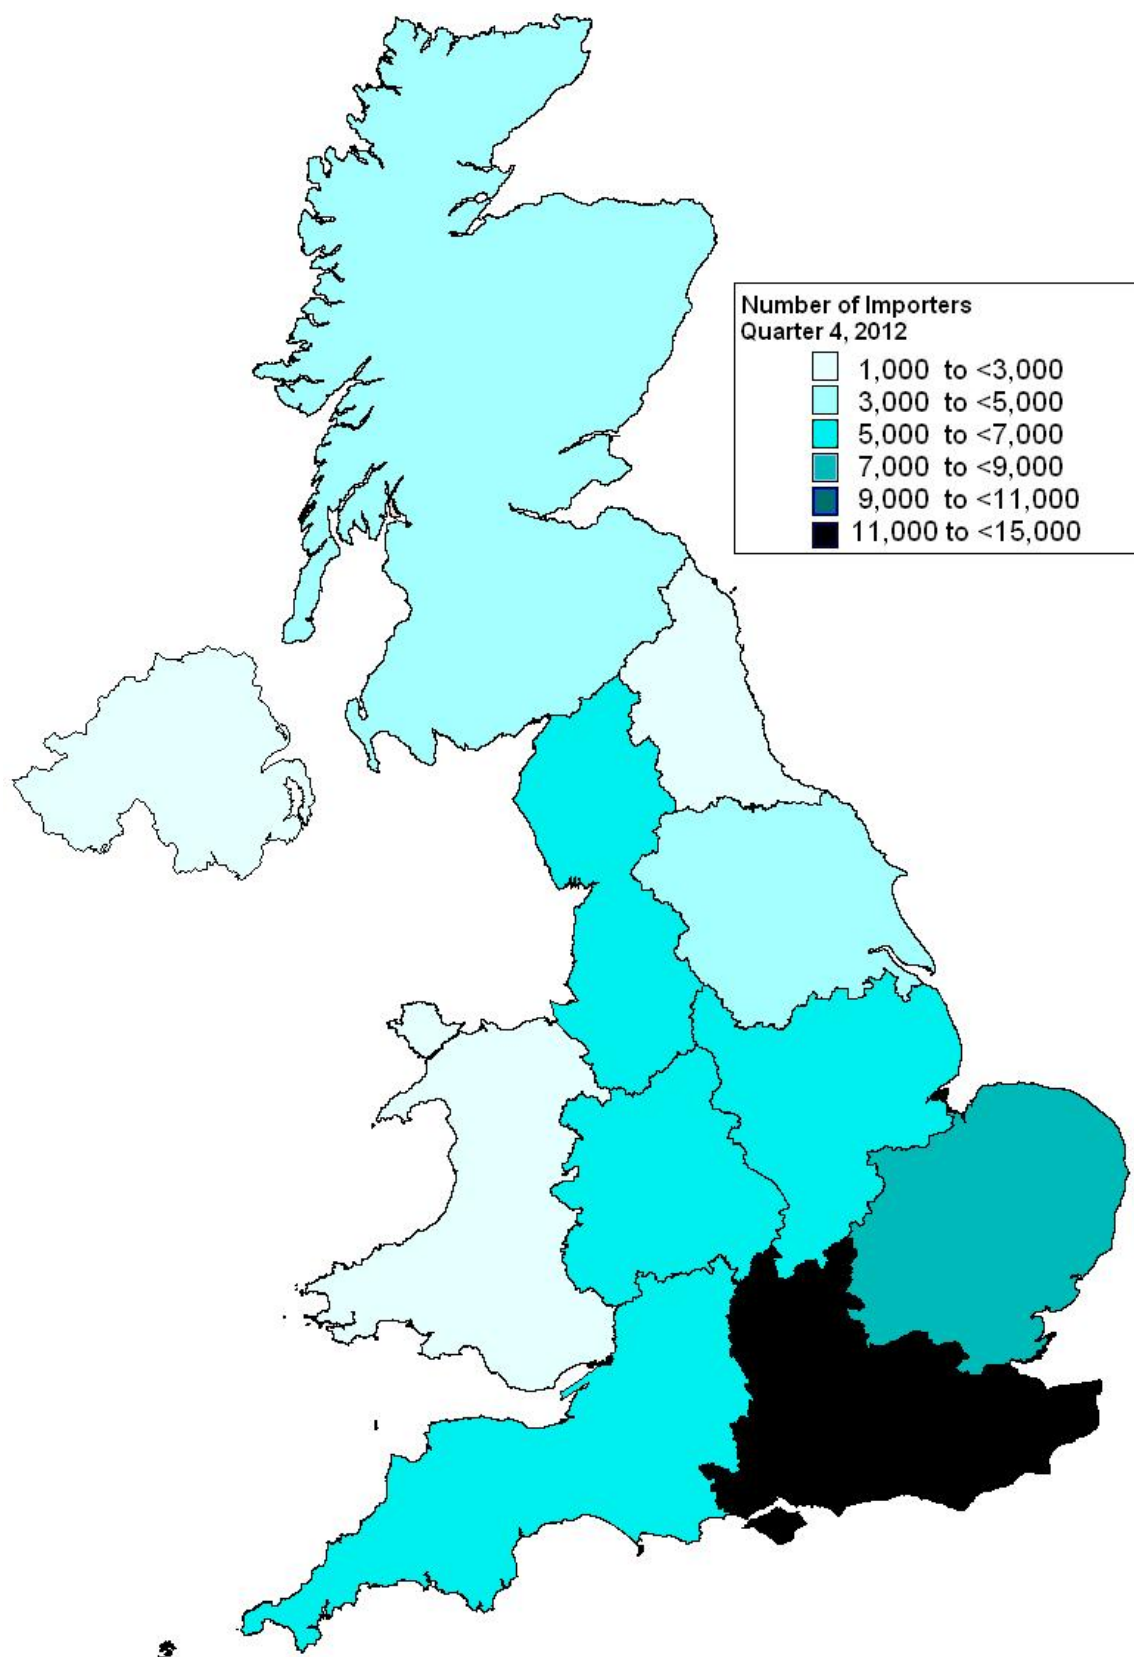 Number of Importers
Quarter 4, 2012
1,000 to <3,000
3,000 to <5,000
5,000 to <7,000
7,000 to <9,000
9,000 to <11,000
11,000 to <15,000